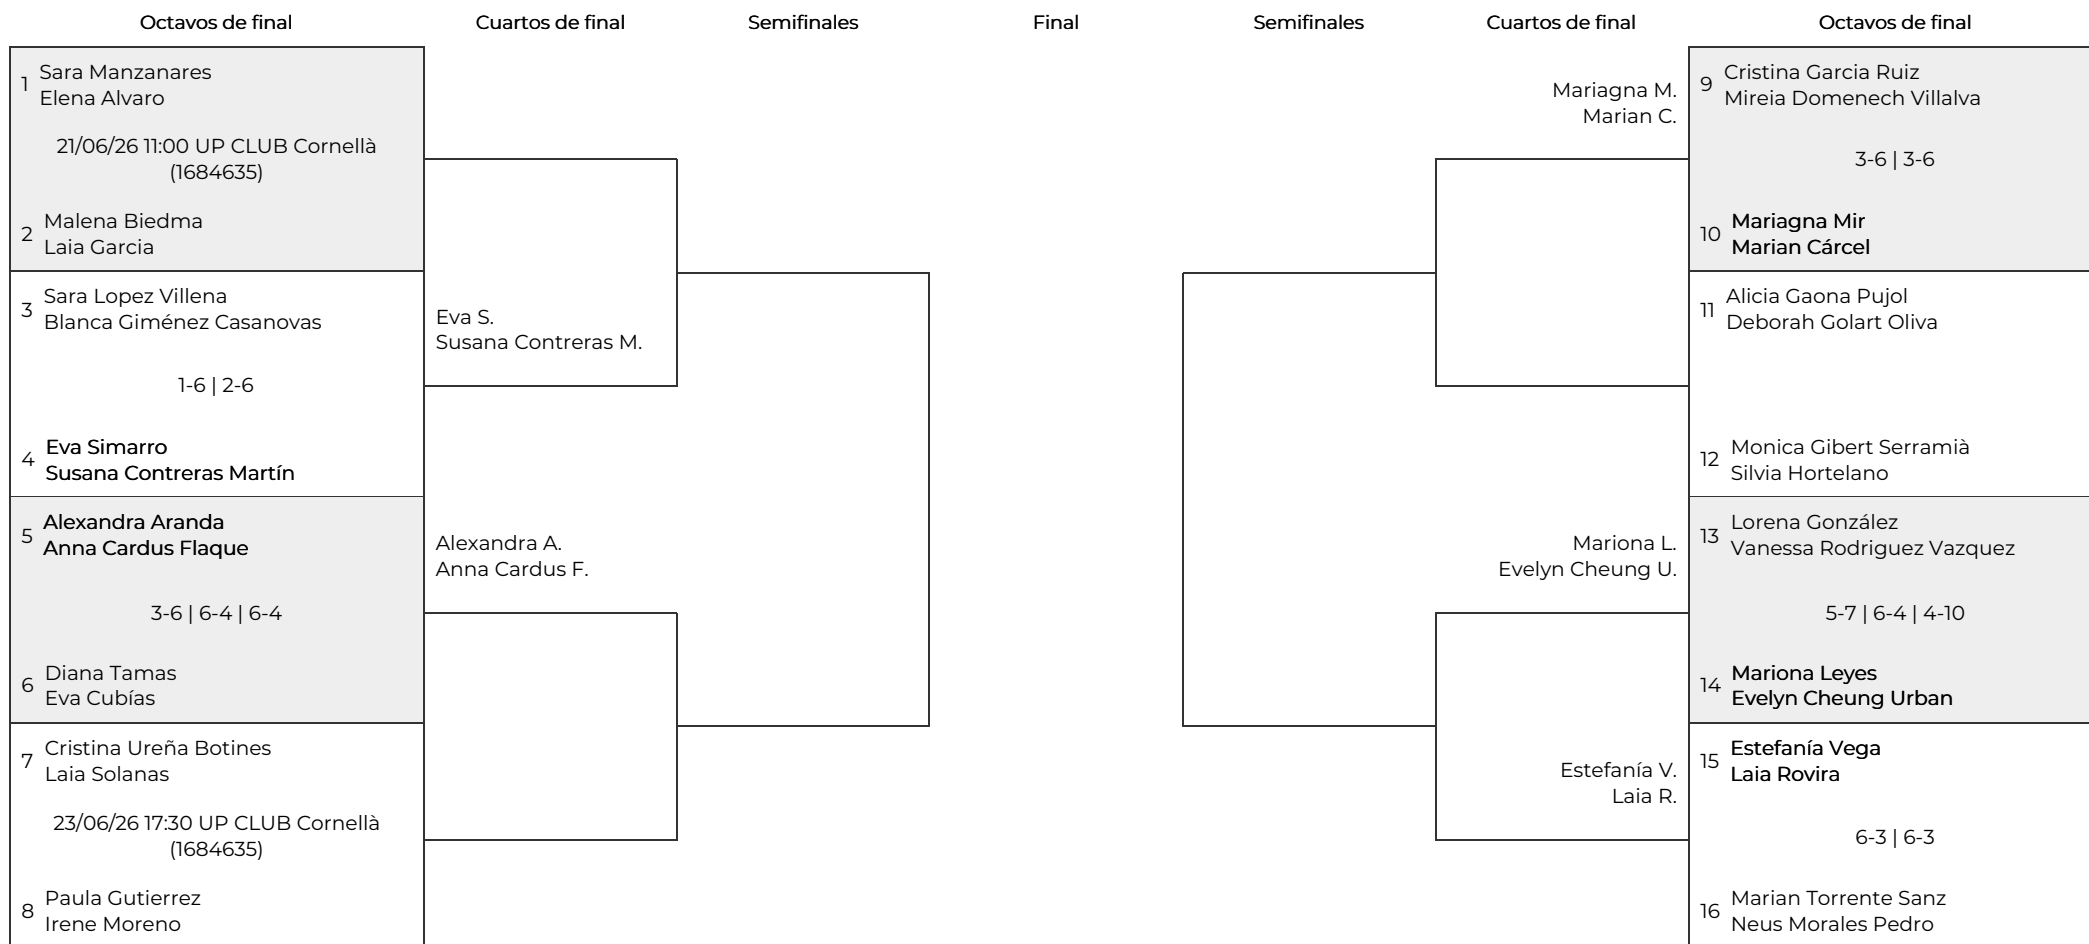 Octavos de final
Cuartos de final
Semifinales
Final
Semifinales
Cuartos de final
Octavos de final
1
Sara Manzanares
Elena Alvaro
21/06/26 11:00 UP CLUB Cornellà
(1684635)
2
Malena Biedma
Laia Garcia
3
Sara Lopez Villena
Blanca Giménez Casanovas
1-6 | 2-6
4
Eva Simarro
Susana Contreras Martín
5
Alexandra Aranda
Anna Cardus Flaque
3-6 | 6-4 | 6-4
6
Diana Tamas
Eva Cubías
7
Cristina Ureña Botines
Laia Solanas
23/06/26 17:30 UP CLUB Cornellà
(1684635)
8
Paula Gutierrez
Irene Moreno
Eva S.
Susana Contreras M.
Alexandra A.
Anna Cardus F.
Mariagna M.
Marian C.
Mariona L.
Evelyn Cheung U.
Estefanía V.
Laia R.
9
Cristina Garcia Ruiz
Mireia Domenech Villalva
3-6 | 3-6
10
Mariagna Mir
Marian Cárcel
11
Alicia Gaona Pujol
Deborah Golart Oliva
12
Monica Gibert Serramià
Silvia Hortelano
13
Lorena González
Vanessa Rodriguez Vazquez
5-7 | 6-4 | 4-10
14
Mariona Leyes
Evelyn Cheung Urban
15
Estefanía Vega
Laia Rovira
6-3 | 6-3
16
Marian Torrente Sanz
Neus Morales Pedro